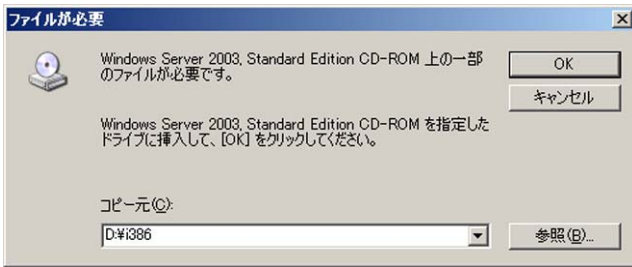 ファイルが必要
Windows Server 2003, Standard Edition CD-ROM 上の一部
のファイルが必要です。
OK
キャンセル
Windows Server 2003, Standard Edition CD-ROM を指定した
ドライブに挿入して、[OK] をクリックしてください。
コピー元(C):
D:¥i386
参照(B)...